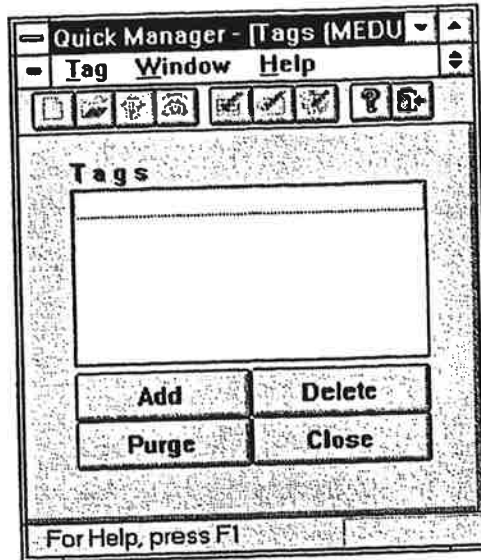 Quick Manager - [Tags (MEDU
Tag Window Help
Tags
Add Delete
Purge Close
For Help, press F1